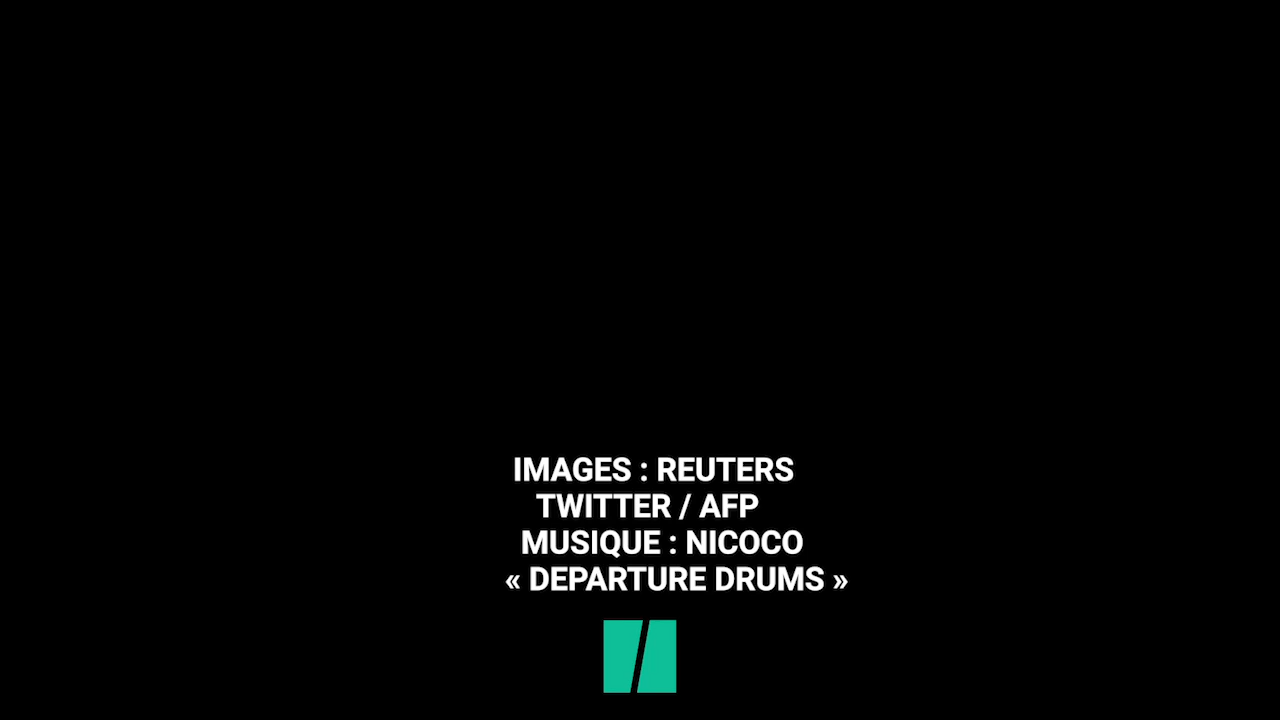 IMAGES : REUTERS
TWITTER / AFP
MUSIQUE : NICOCO
« DEPARTURE DRUMS »